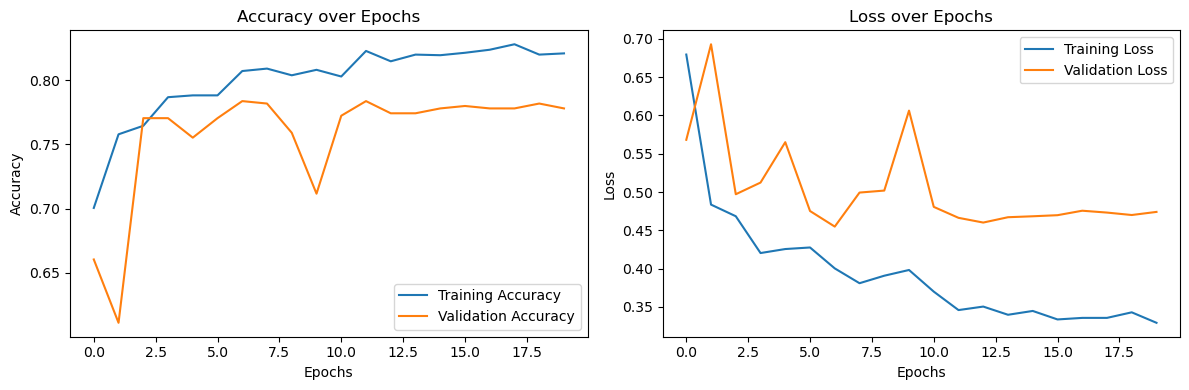 Accuracy over Epochs
Accuracy
0.80
0.75
0.70
0.65
0.0 2.5 5.0 7.5 10.0 12.5 15.0 17.5
Epochs
Training Accuracy
Validation Accuracy
Loss over Epochs
Loss
0.70
0.65
0.60
0.55
0.50
0.45
0.40
0.35
0.0 2.5 5.0 7.5 10.0 12.5 15.0 17.5
Epochs
Training Loss
Validation Loss